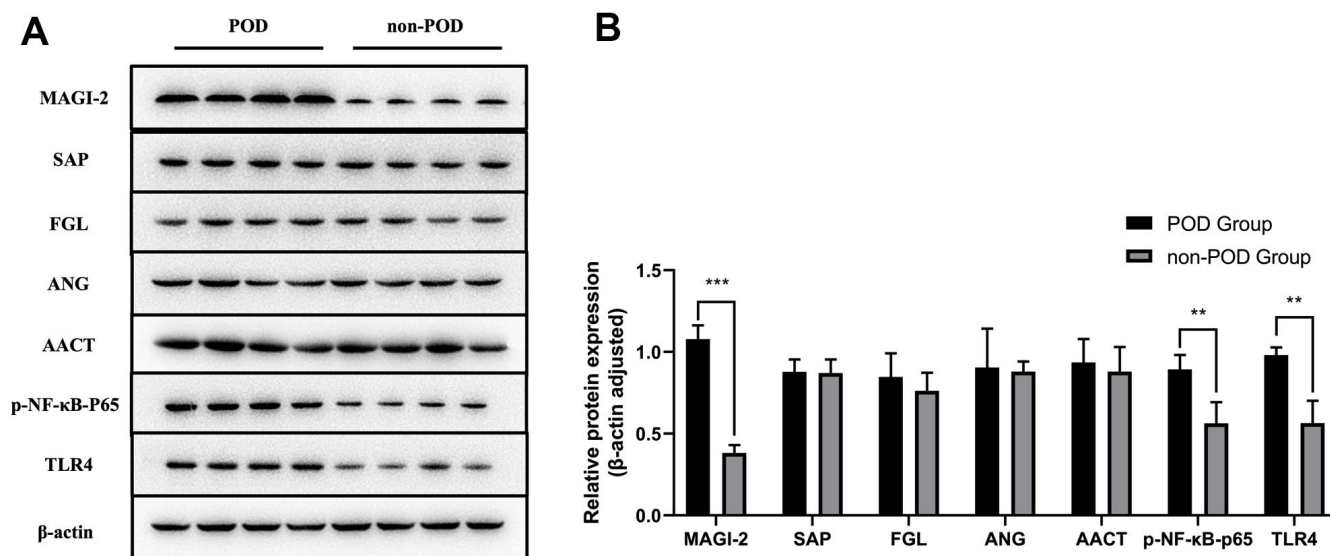 A
POD non-POD
MAGI-2
SAP
FGL
ANG
AACT
p-NF-κB-P65
TLR4
β-actin
B
POD Group
non-POD Group
Relative protein expression
(β-actin adjusted)
1.5
1.0
0.5
0.0
***
**
**
MAGI-2 SAP FGL ANG AACT p-NF-κB-p65 TLR4